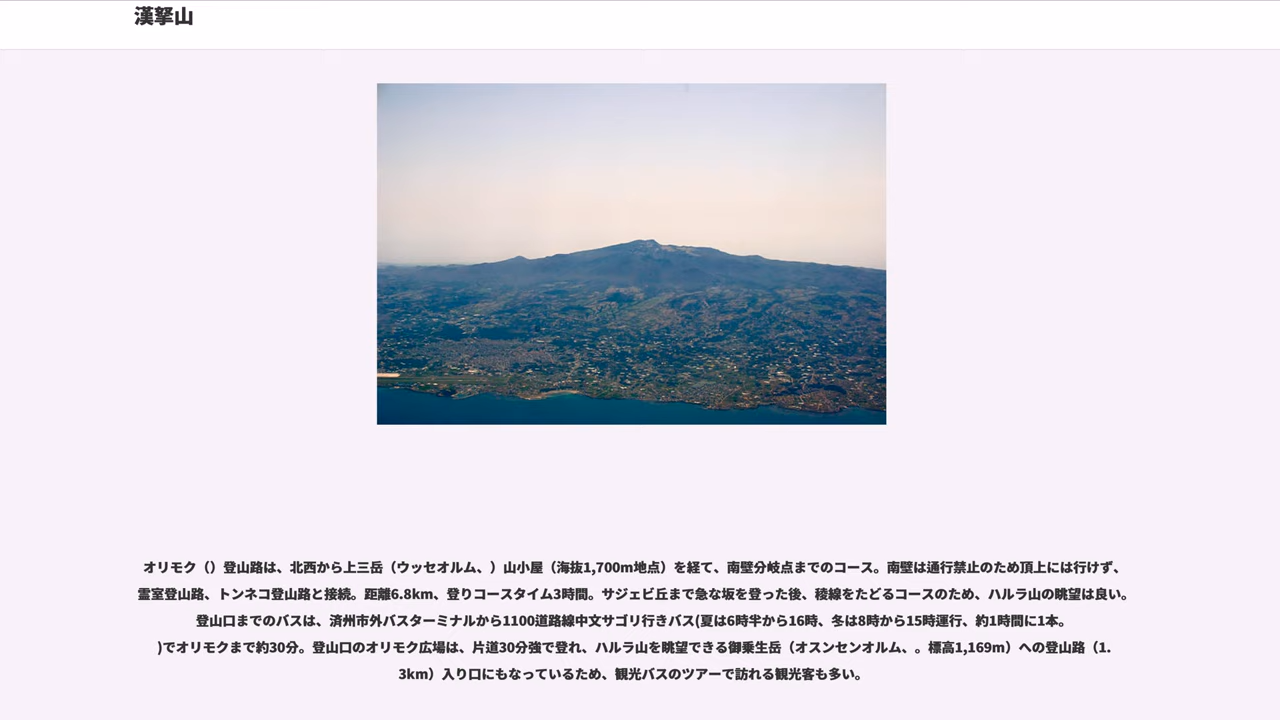 漢拏山
オリモク（）登山路は、北西から上三岳（ウッセオルム、）山小屋（海抜1,700m地点）を経て、南壁分岐点までのコース。南壁は通行禁止のため頂上には行けず、
霊室登山路、トンネコ登山路と接続。距離6.8km、登りコースタイム3時間。サジェビ丘まで急な坂を登った後、稜線をたどるコースのため、ハルラ山の眺望は良い。
登山口までのバスは、済州市外バスターミナルから1100道路線中文サゴリ行きバス(夏は6時半から16時、冬は8時から15時運行、約1時間に1本。
)でオリモクまで約30分。登山口のオリモク広場は、片道30分強で登れ、ハルラ山を眺望できる御乗生岳（オスンセンオルム、。標高1,169m）への登山路（1.
3km）入り口にもなっているため、観光バスのツアーで訪れる観光客も多い。